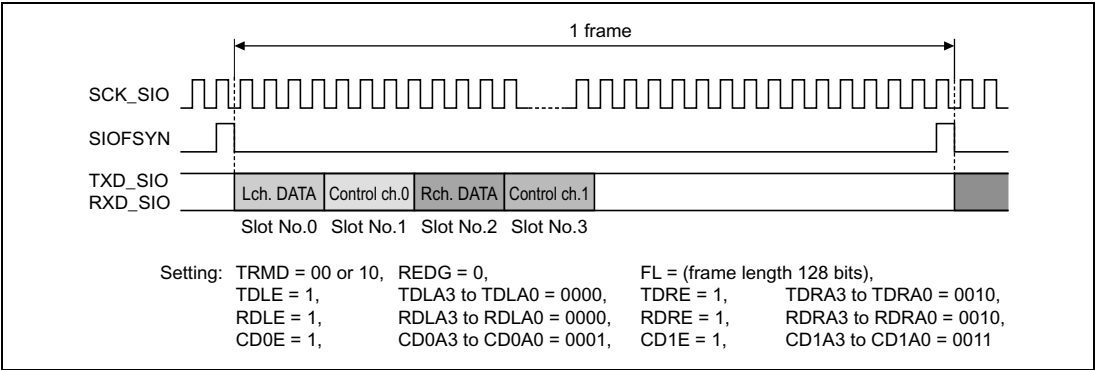 1 frame
SCK_SIO
SIOFSYN
TXD_SIO
RXD_SIO
Lch. DATA Control ch.0 Rch. DATA Control ch.1
Slot No.0 Slot No.1 Slot No.2 Slot No.3
Setting: TRMD = 00 or 10, REDG = 0, FL = (frame length 128 bits),
TDLE = 1, TDLA3 to TDLA0 = 0000, TDRE = 1, TDRA3 to TDRA0 = 0010,
RDLE = 1, RDLA3 to RDLA0 = 0000, RDRE = 1, RDRA3 to RDRA0 = 0010,
CD0E = 1, CD0A3 to CD0A0 = 0001, CD1E = 1, CD1A3 to CD1A0 = 0011